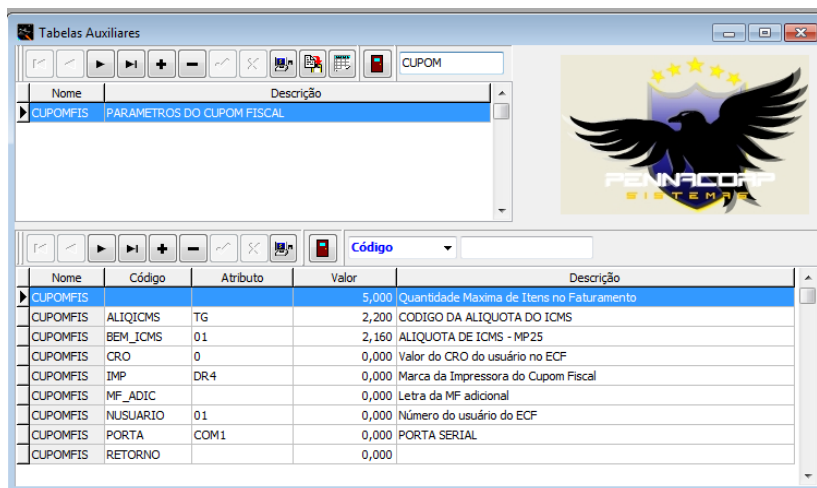 Tabelas Auxiliares
CUPOM
Nome Descrição
CUPOMFIS PARAMETROS DO CUPOM FISCAL
PENNACORP
SISTEMAS
Código
Nome Código Atributo Valor Descrição
CUPOMFIS 5,000 Quantidade Maxima de Itens no Faturamento
CUPOMFIS ALIQICMS TG 2,200 CODIGO DA ALIQUOTA DO ICMS
CUPOMFIS BEM_ICMS 01 2,160 ALIQUOTA DE ICMS - MP25
CUPOMFIS CRO 0 0,000 Valor do CRO do usuário no ECF
CUPOMFIS IMP DR4 0,000 Marca da Impressora do Cupom Fiscal
CUPOMFIS MF_ADIC 0,000 Letra da MF adicional
CUPOMFIS NUSUARIO 01 0,000 Número do usuário do ECF
CUPOMFIS PORTA COM1 0,000 PORTA SERIAL
CUPOMFIS RETORNO 0,000